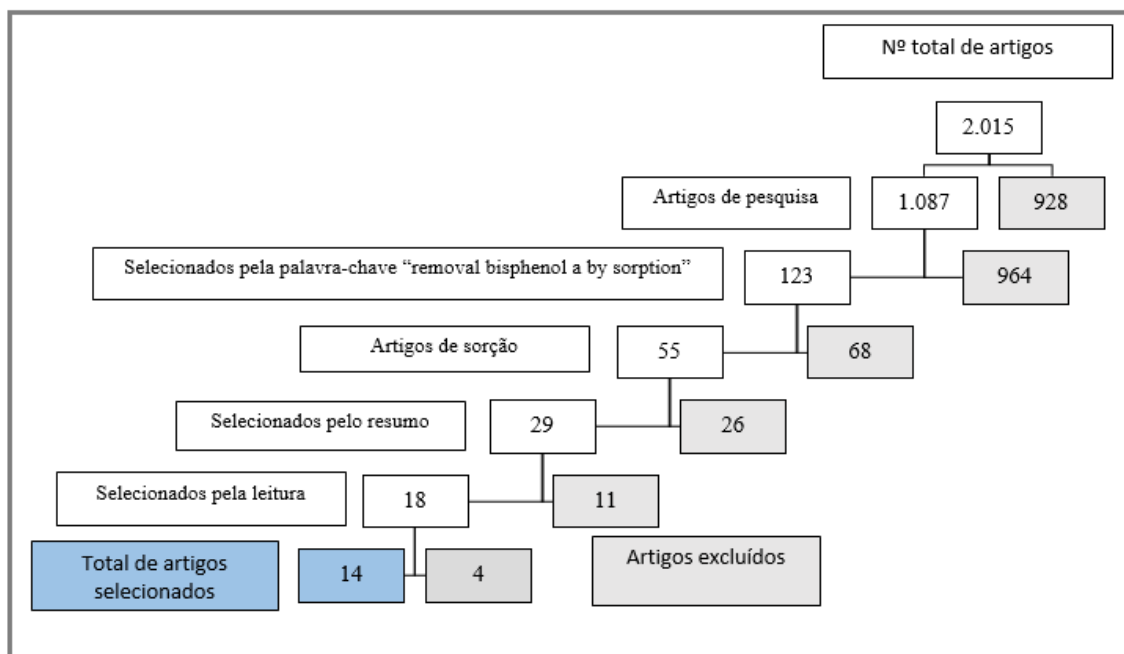 Nº total de artigos
2.015
Artigos de pesquisa
1.087
928
Selecionados pela palavra-chave “removal bisphenol a by sorption”
123
964
Artigos de sorção
55
68
Selecionados pelo resumo
29
26
Selecionados pela leitura
18
11
Total de artigos
selecionados
14
4
Artigos excluídos